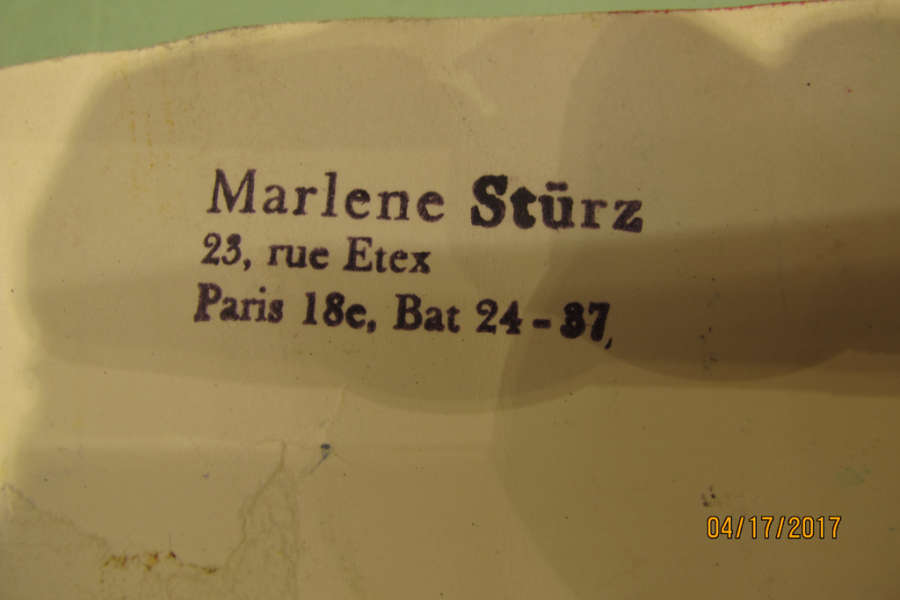 Marlene Stürz
23, rue Etex
Paris 18e, Bat 24 - 37,
04/17/2017